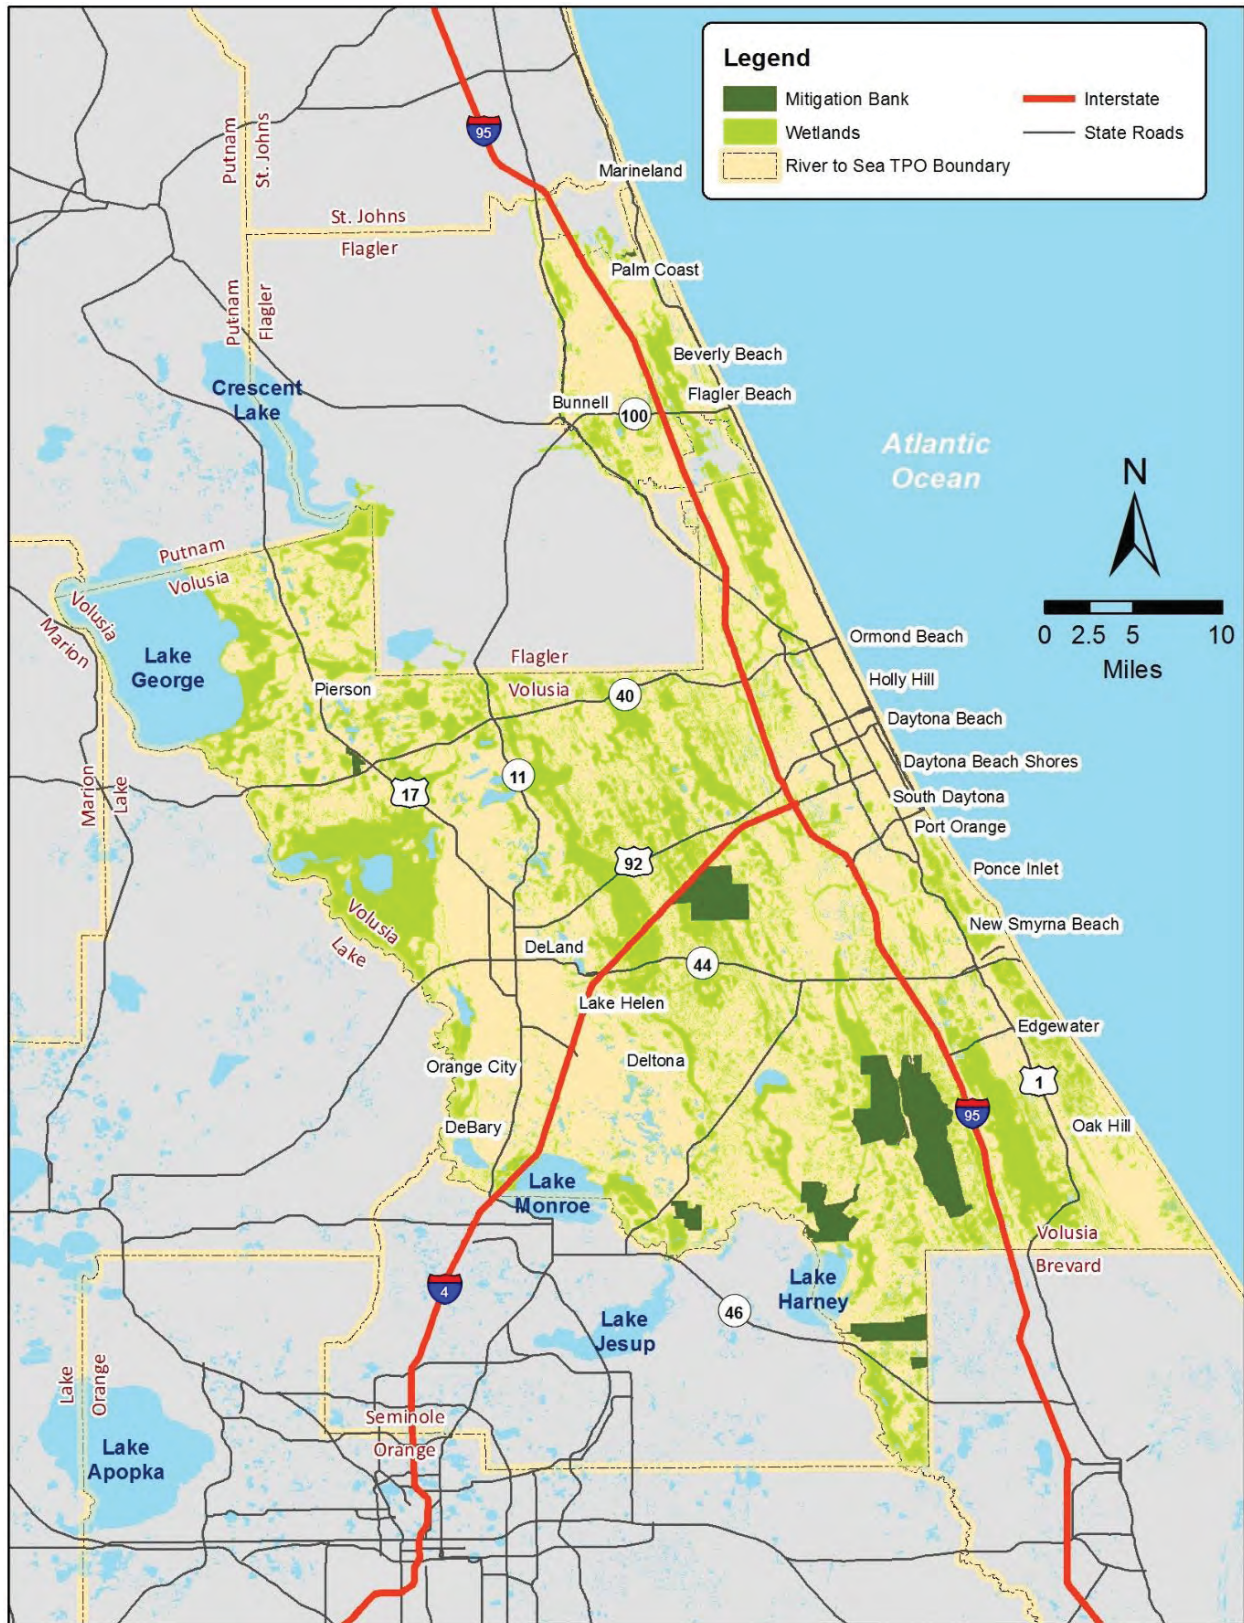 Legend
Mitigation Bank
Wetlands
River to Sea TPO Boundary
Interstate
State Roads
95
Putnam
St. Johns
Marineland
St. Johns
Flagler
Palm Coast
Putnam
Flagler
Beverly Beach
Crescent
Lake
Flagler Beach
Bunnell
100
Atlantic
Ocean
N
0 2.5 5 10
Miles
Putnam
Volusia
Volusia
Marion
Lake
George
Ormond Beach
Flagler
Volusia
Holly Hill
Pierson
40
Daytona Beach
Daytona Beach Shores
Marion
Lake
11
17
South Daytona
Port Orange
92
Ponce Inlet
Volusia
Lake
New Smyrna Beach
DeLand
44
Lake Helen
Edgewater
Orange City
Deltona
1
95
DeBary
Oak Hill
Lake
Monroe
Volusia
Brevard
4
Lake
Harney
46
Lake
Jesup
Lake
Orange
Seminole
Orange
Lake
Apopka